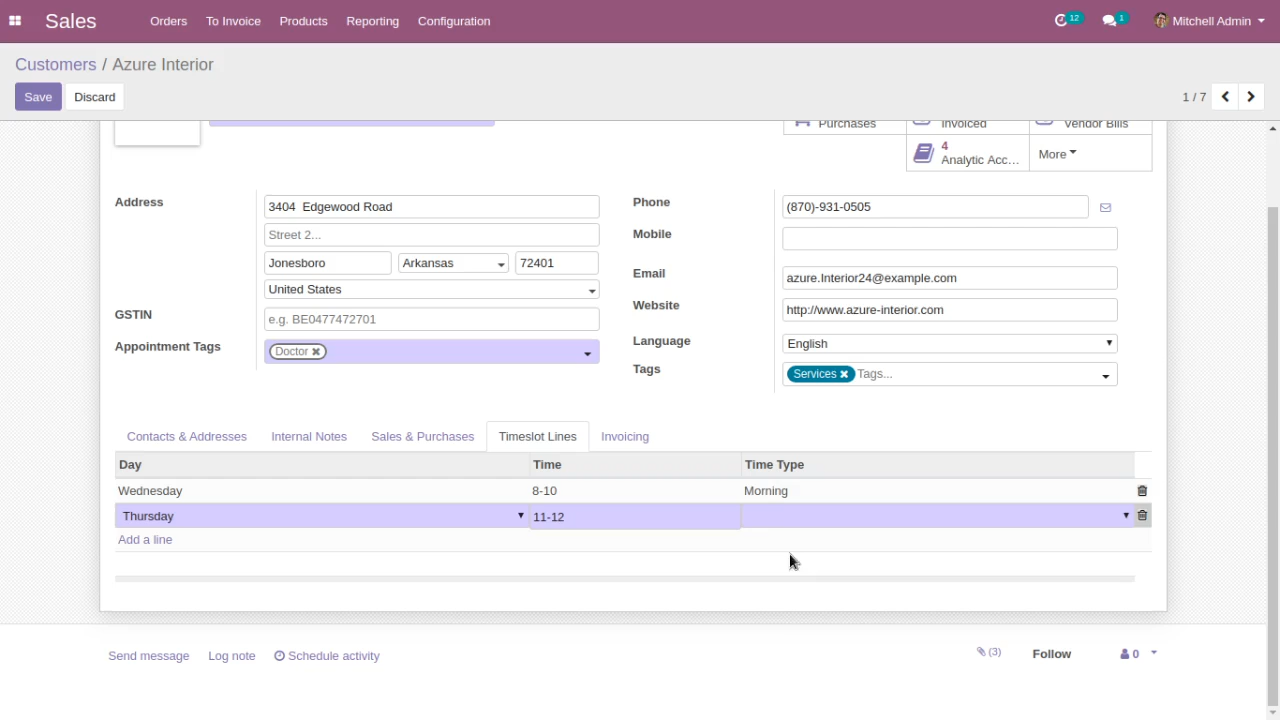 Sales Orders To Invoice Products Reporting Configuration 12 1 Mitchell Admin
Customers / Azure Interior
Save Discard 1 / 7
Purchases Invoiced Vendor Bills
4
Analytic Acc... More
Address 3404  Edgewood Road Phone (870)-931-0505
Street 2... Mobile
Jonesboro Arkansas 72401
Email azure.Interior24@example.com
United States
Website http://www.azure-interior.com
GSTIN e.g. BE0477472701
Language English
Appointment Tags Doctor
Tags Services Tags...
Contacts & Addresses Internal Notes Sales & Purchases Timeslot Lines Invoicing
Day Time Time Type
Wednesday 8-10 Morning
Thursday 11-12
Add a line
Send message Log note Schedule activity (3) Follow 0